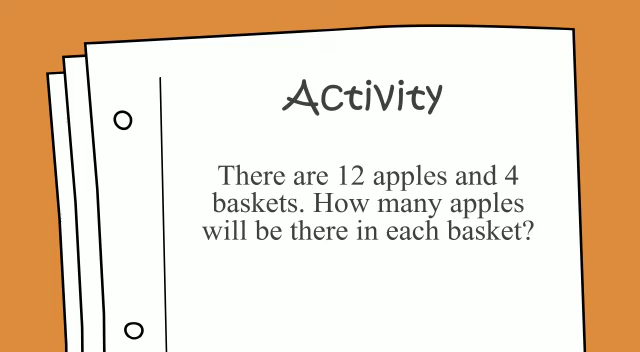 Activity
There are 12 apples and 4
baskets. How many apples
will be there in each basket?